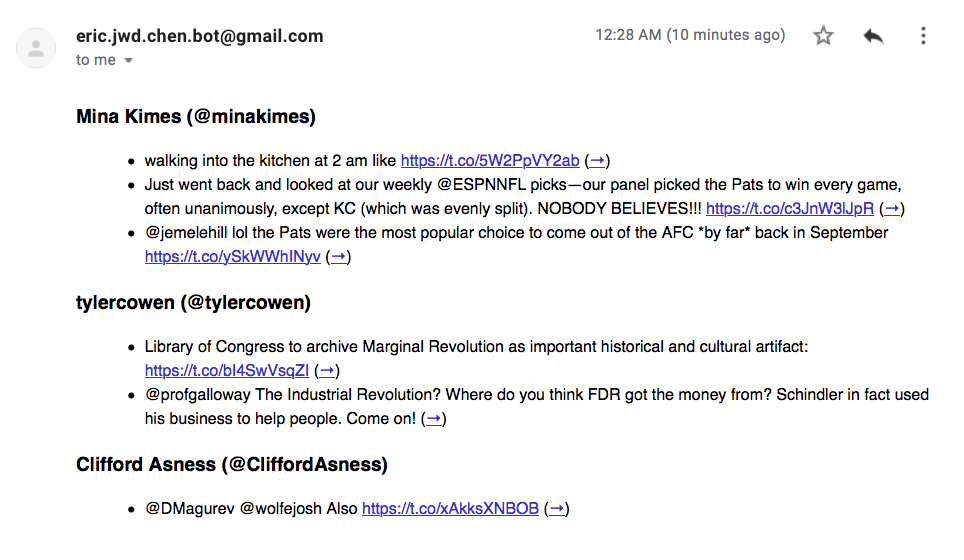 eric.jwd.chen.bot@gmail.com
12:28 AM (10 minutes ago)
to me
Mina Kimes (@minakimes)
• walking into the kitchen at 2 am like https://t.co/5W2PpVY2ab (→)
• Just went back and looked at our weekly @ESPNNFL picks—our panel picked the Pats to win every game,
often unanimously, except KC (which was evenly split). NOBODY BELIEVES!!! https://t.co/c3JnW3lJpR (→)
• @jemelehill lol the Pats were the most popular choice to come out of the AFC *by far* back in September
https://t.co/ySkWWhINyv (→)
tylercowen (@tylercowen)
• Library of Congress to archive Marginal Revolution as important historical and cultural artifact:
https://t.co/bI4SwVsqZI (→)
• @profgalloway The Industrial Revolution? Where do you think FDR got the money from? Schindler in fact used
his business to help people. Come on! (→)
Clifford Asness (@CliffordAsness)
• @DMagurev @wolfejosh Also https://t.co/xAkksXNBOB (→)